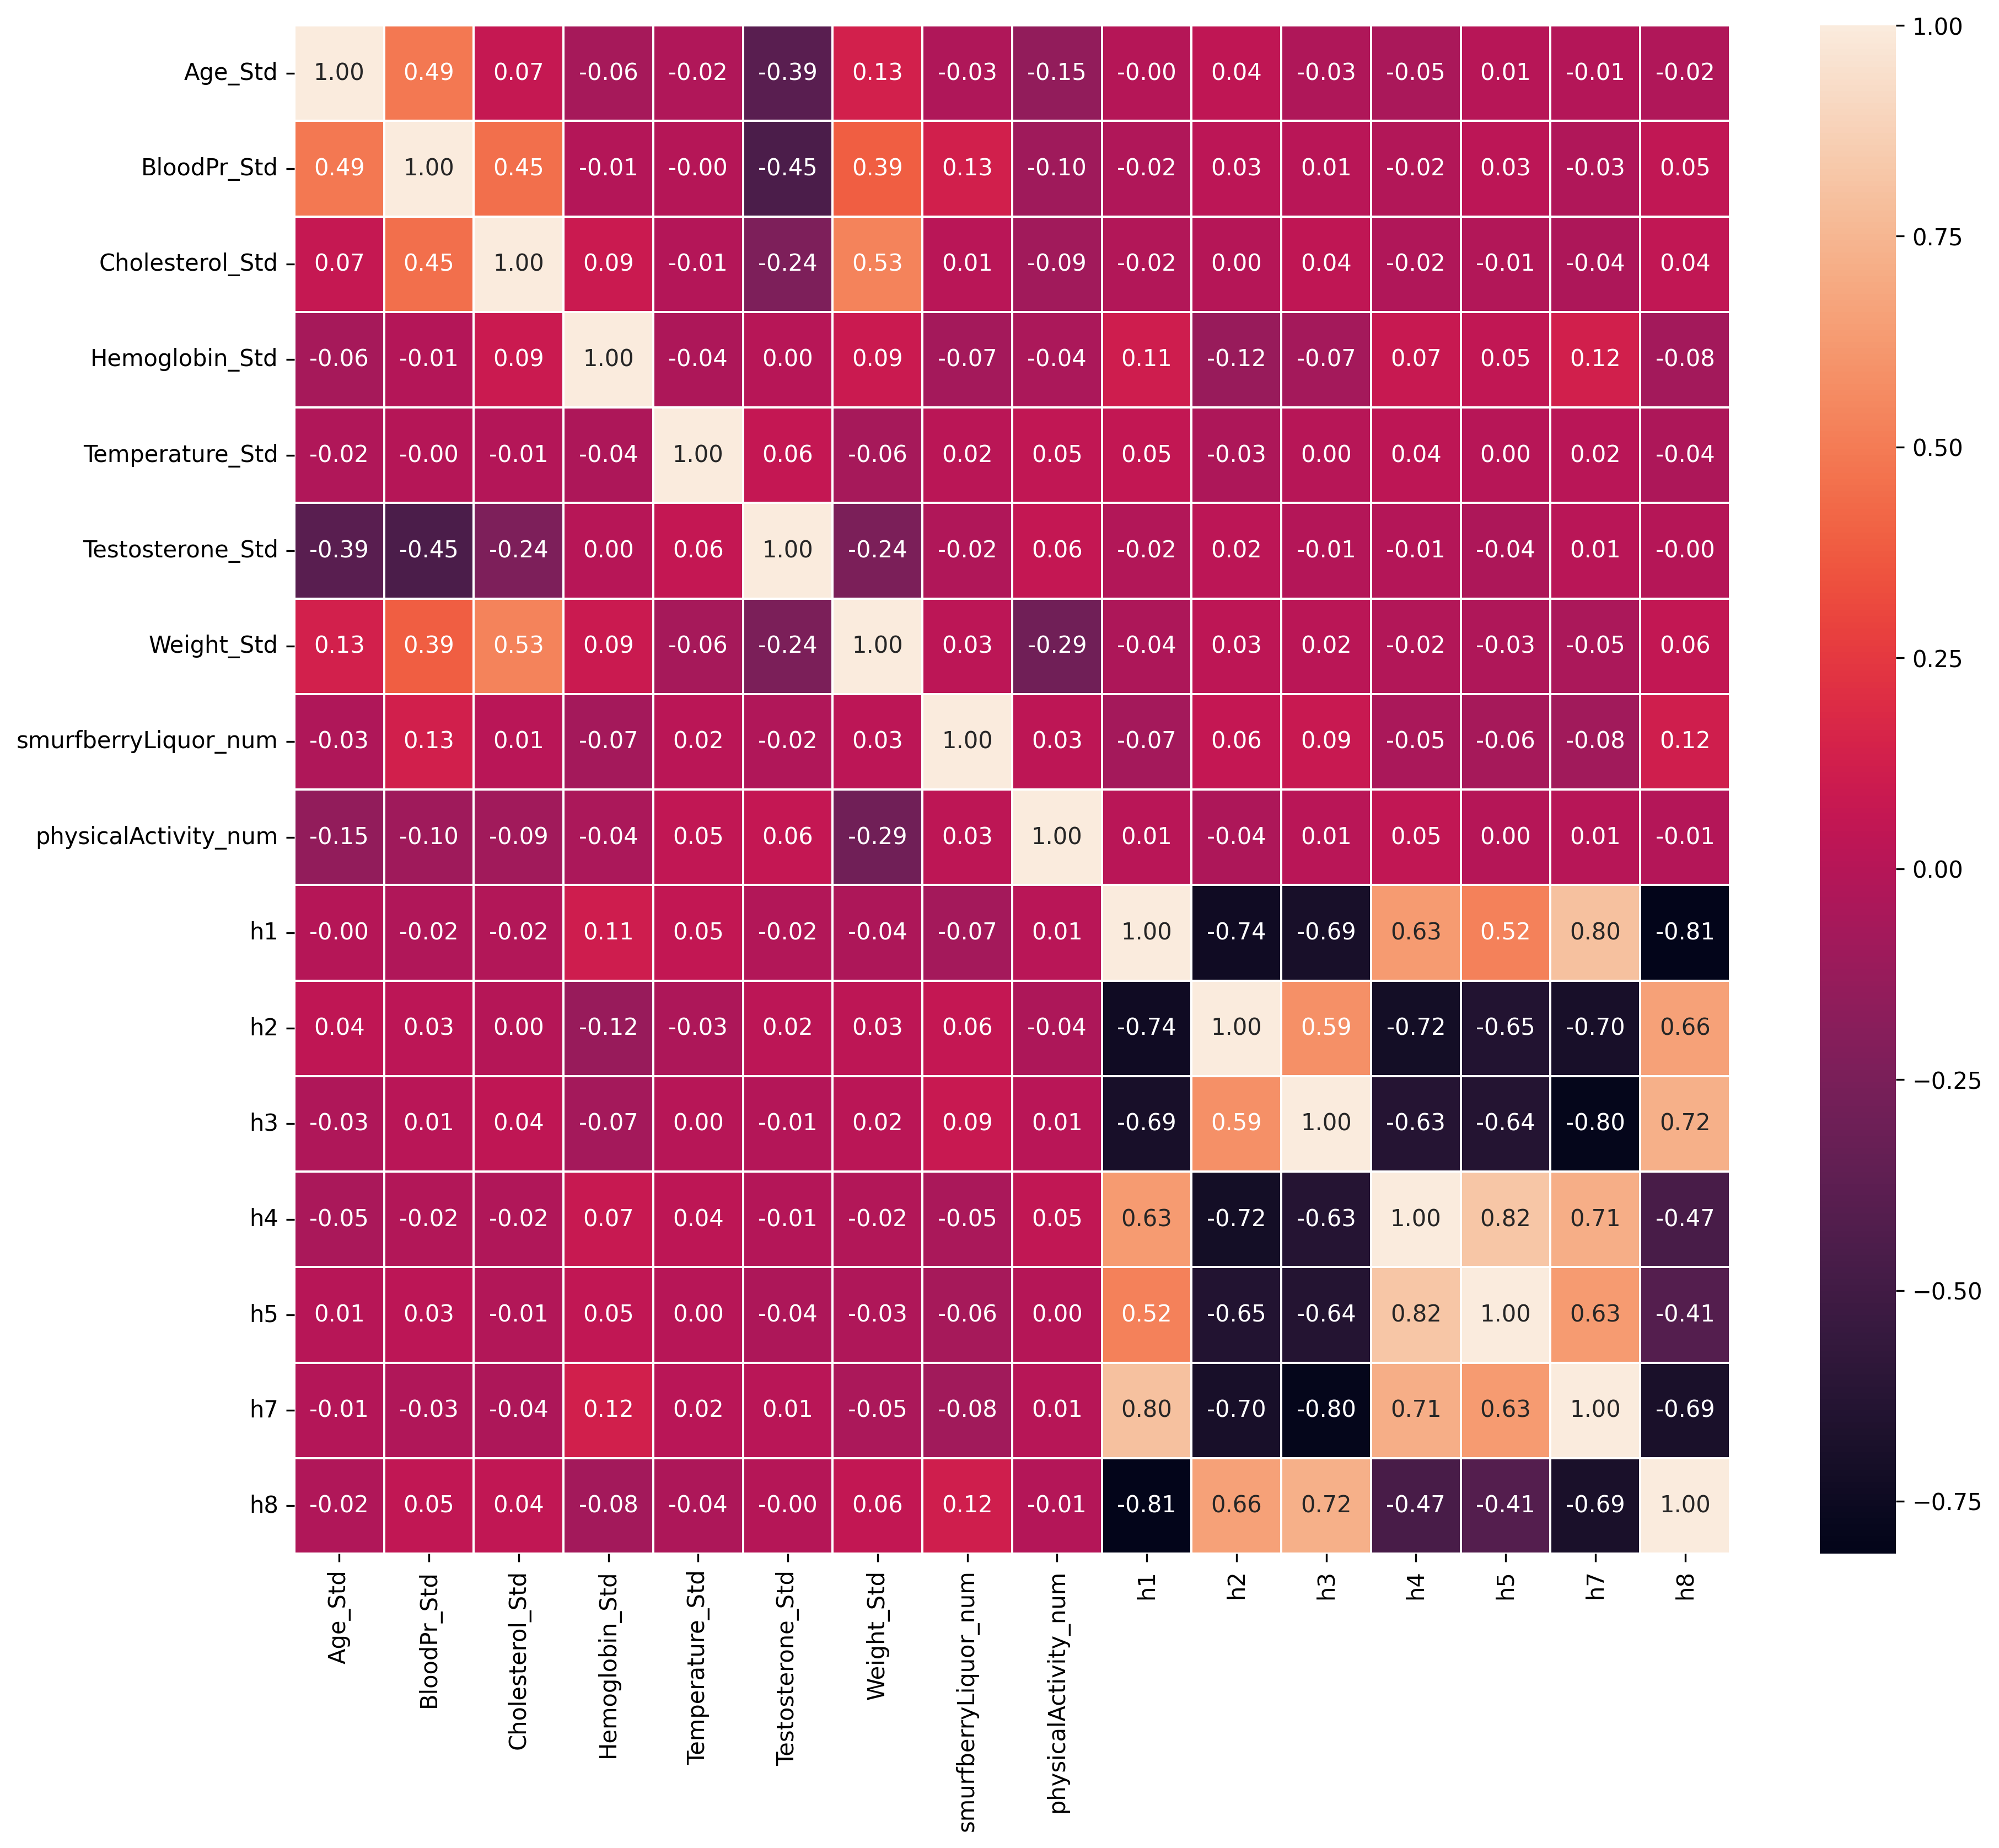 Age_Std 1.00 0.49 0.07 -0.06 -0.02 -0.39 0.13 -0.03 -0.15 -0.00 0.04 -0.03 -0.05 0.01 -0.01 -0.02
BloodPr_Std 0.49 1.00 0.45 -0.01 -0.00 -0.45 0.39 0.13 -0.10 -0.02 0.03 0.01 -0.02 0.03 -0.03 0.05
Cholesterol_Std 0.07 0.45 1.00 0.09 -0.01 -0.24 0.53 0.01 -0.09 -0.02 0.00 0.04 -0.02 -0.01 -0.04 0.04
Hemoglobin_Std -0.06 -0.01 0.09 1.00 -0.04 0.00 0.09 -0.07 -0.04 0.11 -0.12 -0.07 0.07 0.05 0.12 -0.08
Temperature_Std -0.02 -0.00 -0.01 -0.04 1.00 0.06 -0.06 0.02 0.05 0.05 -0.03 0.00 0.04 0.00 0.02 -0.04
Testosterone_Std -0.39 -0.45 -0.24 0.00 0.06 1.00 -0.24 -0.02 0.06 -0.02 0.02 -0.01 -0.01 -0.04 0.01 -0.00
Weight_Std 0.13 0.39 0.53 0.09 -0.06 -0.24 1.00 0.03 -0.29 -0.04 0.03 0.02 -0.02 -0.03 -0.05 0.06
smurfberryLiquor_num -0.03 0.13 0.01 -0.07 0.02 -0.02 0.03 1.00 0.03 -0.07 0.06 0.09 -0.05 -0.06 -0.08 0.12
physicalActivity_num -0.15 -0.10 -0.09 -0.04 0.05 0.06 -0.29 0.03 1.00 0.01 -0.04 0.01 0.05 0.00 0.01 -0.01
h1 -0.00 -0.02 -0.02 0.11 0.05 -0.02 -0.04 -0.07 0.01 1.00 -0.74 -0.69 0.63 0.52 0.80 -0.81
h2 0.04 0.03 0.00 -0.12 -0.03 0.02 0.03 0.06 -0.04 -0.74 1.00 0.59 -0.72 -0.65 -0.70 0.66
h3 -0.03 0.01 0.04 -0.07 0.00 -0.01 0.02 0.09 0.01 -0.69 0.59 1.00 -0.63 -0.64 -0.80 0.72
h4 -0.05 -0.02 -0.02 0.07 0.04 -0.01 -0.02 -0.05 0.05 0.63 -0.72 -0.63 1.00 0.82 0.71 -0.47
h5 0.01 0.03 -0.01 0.05 0.00 -0.04 -0.03 -0.06 0.00 0.52 -0.65 -0.64 0.82 1.00 0.63 -0.41
h7 -0.01 -0.03 -0.04 0.12 0.02 0.01 -0.05 -0.08 0.01 0.80 -0.70 -0.80 0.71 0.63 1.00 -0.69
h8 -0.02 0.05 0.04 -0.08 -0.04 -0.00 0.06 0.12 -0.01 -0.81 0.66 0.72 -0.47 -0.41 -0.69 1.00
Age_Std
BloodPr_Std
Cholesterol_Std
Hemoglobin_Std
Temperature_Std
Testosterone_Std
Weight_Std
smurfberryLiquor_num
physicalActivity_num
h1
h2
h3
h4
h5
h7
h8
1.00
0.75
0.50
0.25
0.00
−0.25
−0.50
−0.75